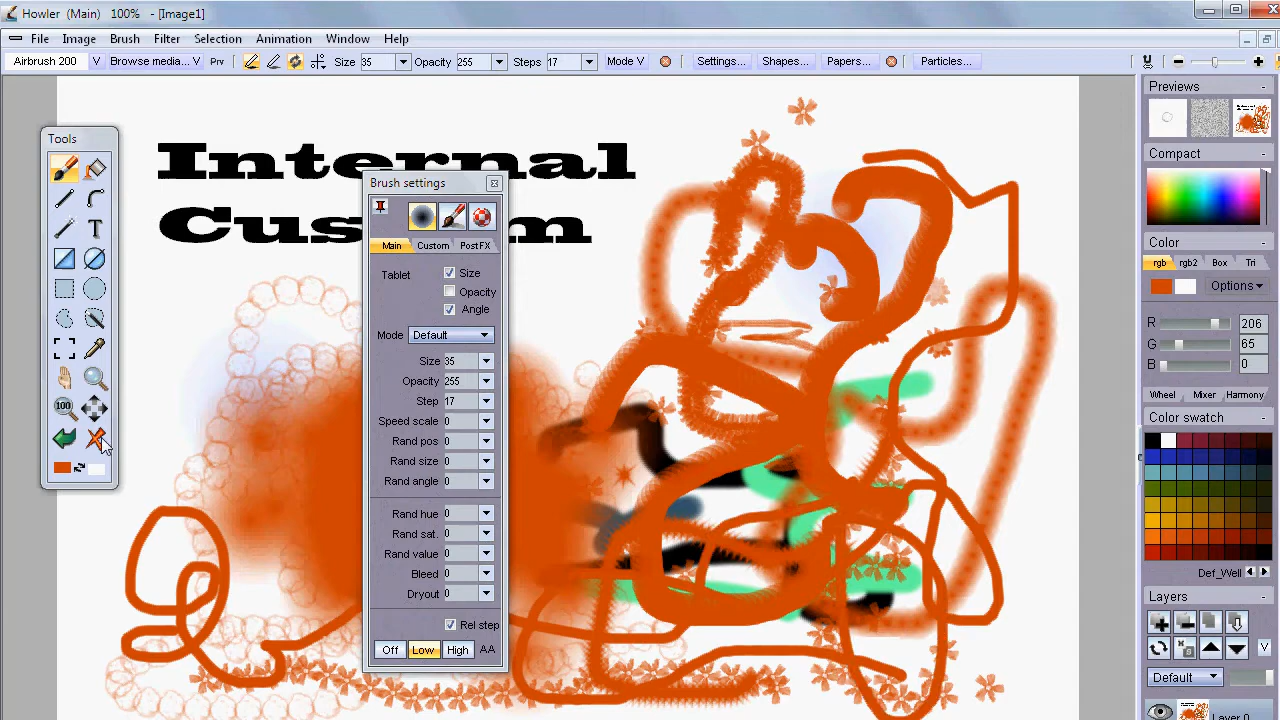 Howler (Main) 100% - [Image1]
File Image Brush Filter Selection Animation Window Help
Airbrush 200 V Browse media... V Prv Size 35 Opacity 255 Steps 17 Mode V Settings... Shapes... Papers... Particles...
Tools
100
Internal
Cus m
Brush settings
Main Custom PostFX
Tablet Size
Opacity
Angle
Mode Default
Size 35
Opacity 255
Step 17
Speed scale 0
Rand pos 0
Rand size 0
Rand angle 0
Rand hue 0
Rand sat. 0
Rand value 0
Bleed 0
Dryout 0
Rel step
Off Low High AA
Previews
Compact
Color
rgb rgb2 Box Tri
Options
R 206
G 65
B 0
Wheel Mixer Harmony
Color swatch
Def_Well
Layers
V
Default
Layer 0